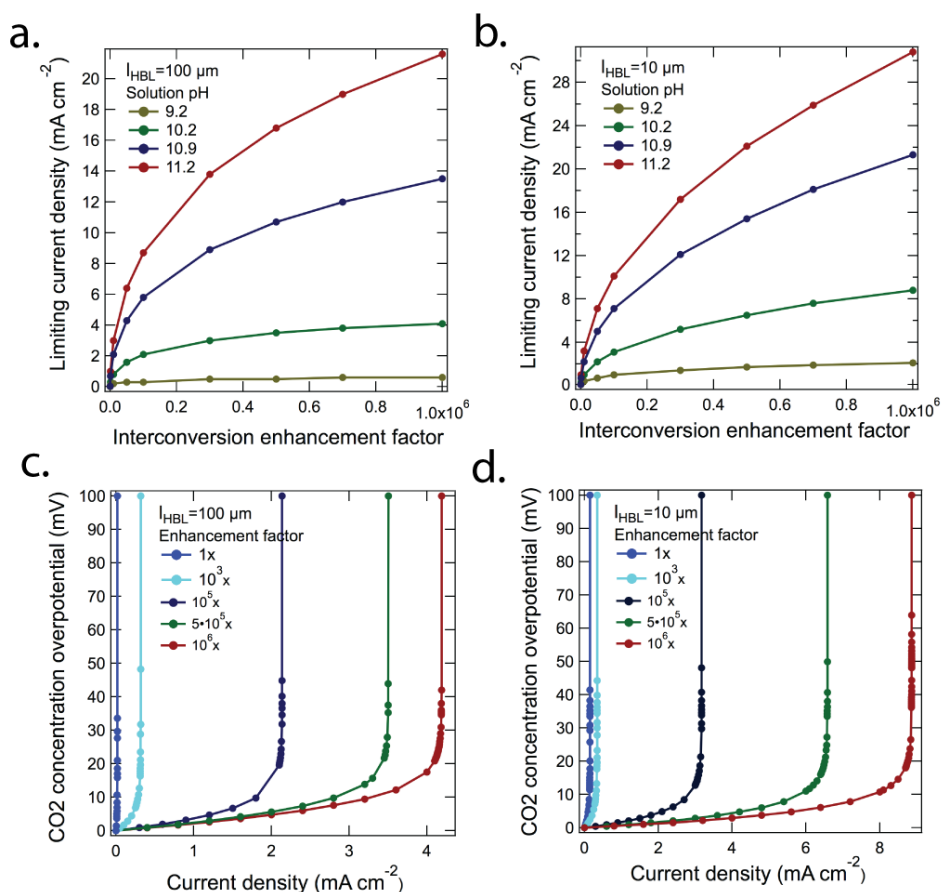 a.
Limiting current density (mA cm-2)
20
18
16
14
12
10
8
6
4
2
0
I HBL=100 µm
Solution pH
9.2
10.2
10.9
11.2
0.0
0.2
0.4
0.6
0.8
1.0x10^6
Interconversion enhancement factor
b.
Limiting current density (mA cm-2)
28
24
20
16
12
8
4
0
I HBL=10 µm
Solution pH
9.2
10.2
10.9
11.2
0.0
0.2
0.4
0.6
0.8
1.0x10^6
Interconversion enhancement factor
c.
CO2 concentration overpotential (mV)
100
90
80
70
60
50
40
30
20
10
0
I HBL=100 µm
Enhancement factor
1x
10^3x
10^5x
5•10^5x
10^6x
0
1
2
3
4
Current density (mA cm-2)
d.
CO2 concentration overpotential (mV)
100
90
80
70
60
50
40
30
20
10
0
I HBL=10 µm
Enhancement factor
1x
10^3x
10^5x
5•10^5x
10^6x
0
2
4
6
8
Current density (mA cm-2)